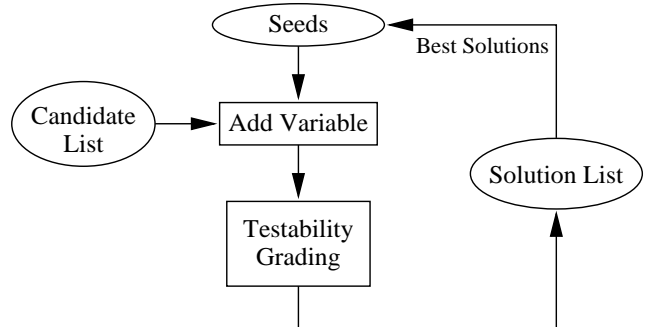 Seeds
Best Solutions
Candidate
List
Add Variable
Solution List
Testability
Grading